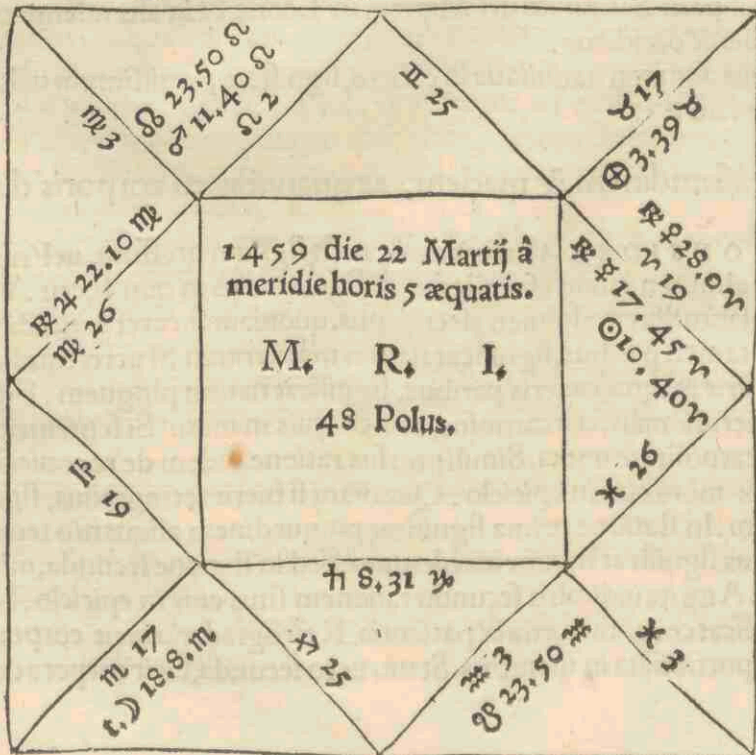 1459 die 22 Martij â
meridie horis 5 æquatis.
M. R. I.
48 Polus.
♊ 25
☊ 23,50 ♌
♂ 11,40 ♌
♌ 2
♍ 3
℞ ♃ 22.10 ♍
♍ 26
19
♏ 17
t,☽ 18.8,♏
♐ 25
♄ 8,31 ♑
♒ 3
☋ 23,50 ♒
♓ 3
♓ 26
℞ ♀ 28,0♈
♈ 19
℞ ☿ 17,45 ♈
☉10,40♈
♉ 17
⊕ 3,39 ♉